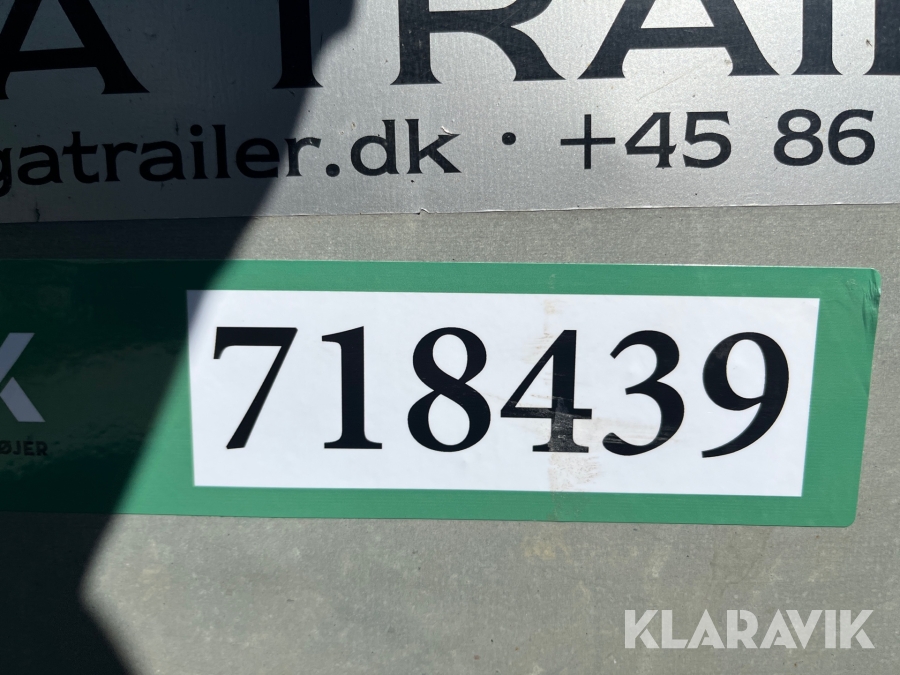 A TRAI
gatrailer.dk · +45 86
718439
K
ØJER
KLARAVIK